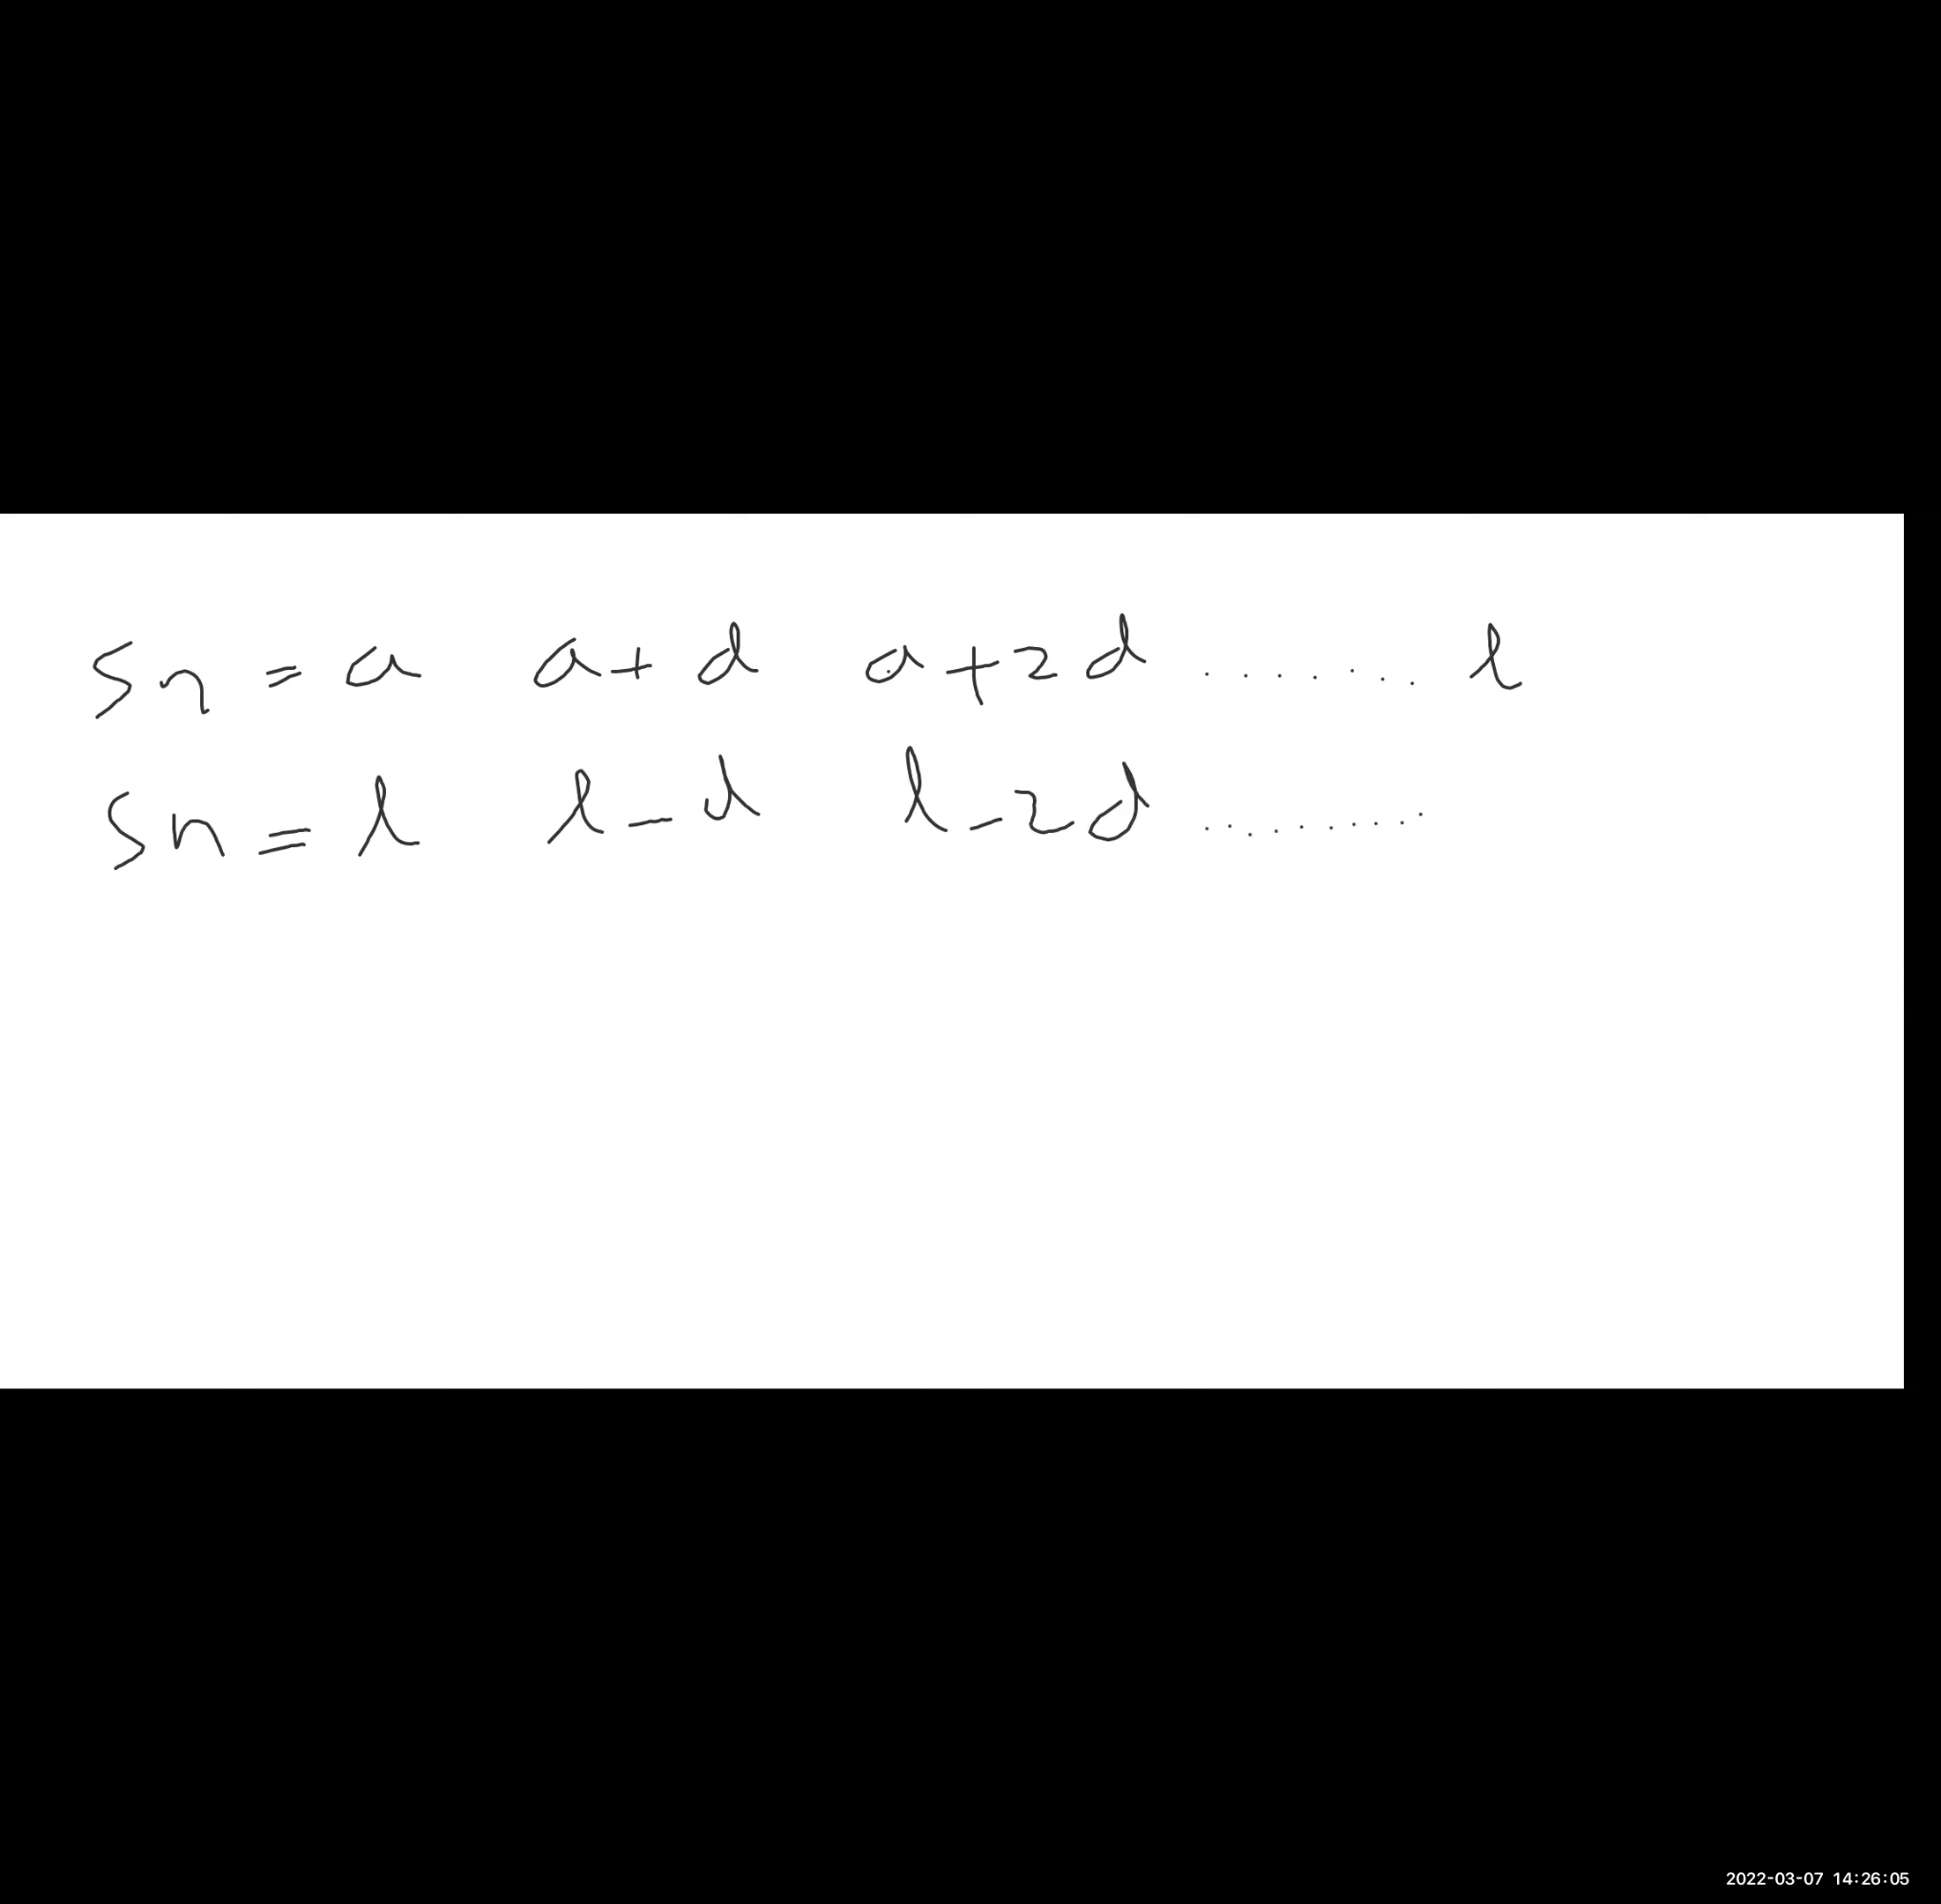 Sn = a a+d a+2d ....... l
Sn = l l-d l-2d .........
2022-03-07 14:26:05